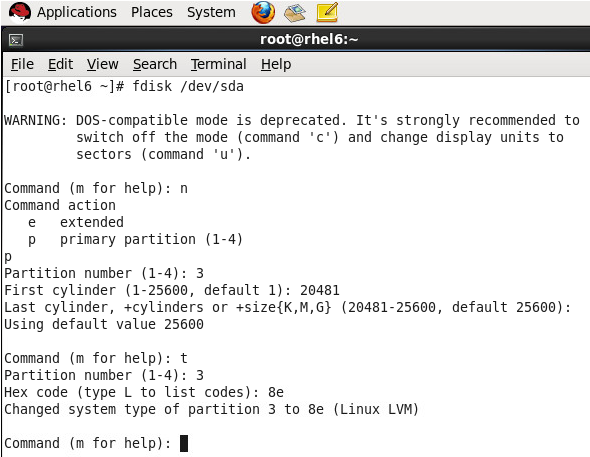 Applications Places System
root@rhel6:~
File Edit View Search Terminal Help
[root@rhel6 ~]# fdisk /dev/sda
WARNING: DOS-compatible mode is deprecated. It's strongly recommended to
         switch off the mode (command 'c') and change display units to
         sectors (command 'u').
Command (m for help): n
Command action
   e   extended
   p   primary partition (1-4)
p
Partition number (1-4): 3
First cylinder (1-25600, default 1): 20481
Last cylinder, +cylinders or +size{K,M,G} (20481-25600, default 25600):
Using default value 25600
Command (m for help): t
Partition number (1-4): 3
Hex code (type L to list codes): 8e
Changed system type of partition 3 to 8e (Linux LVM)
Command (m for help):